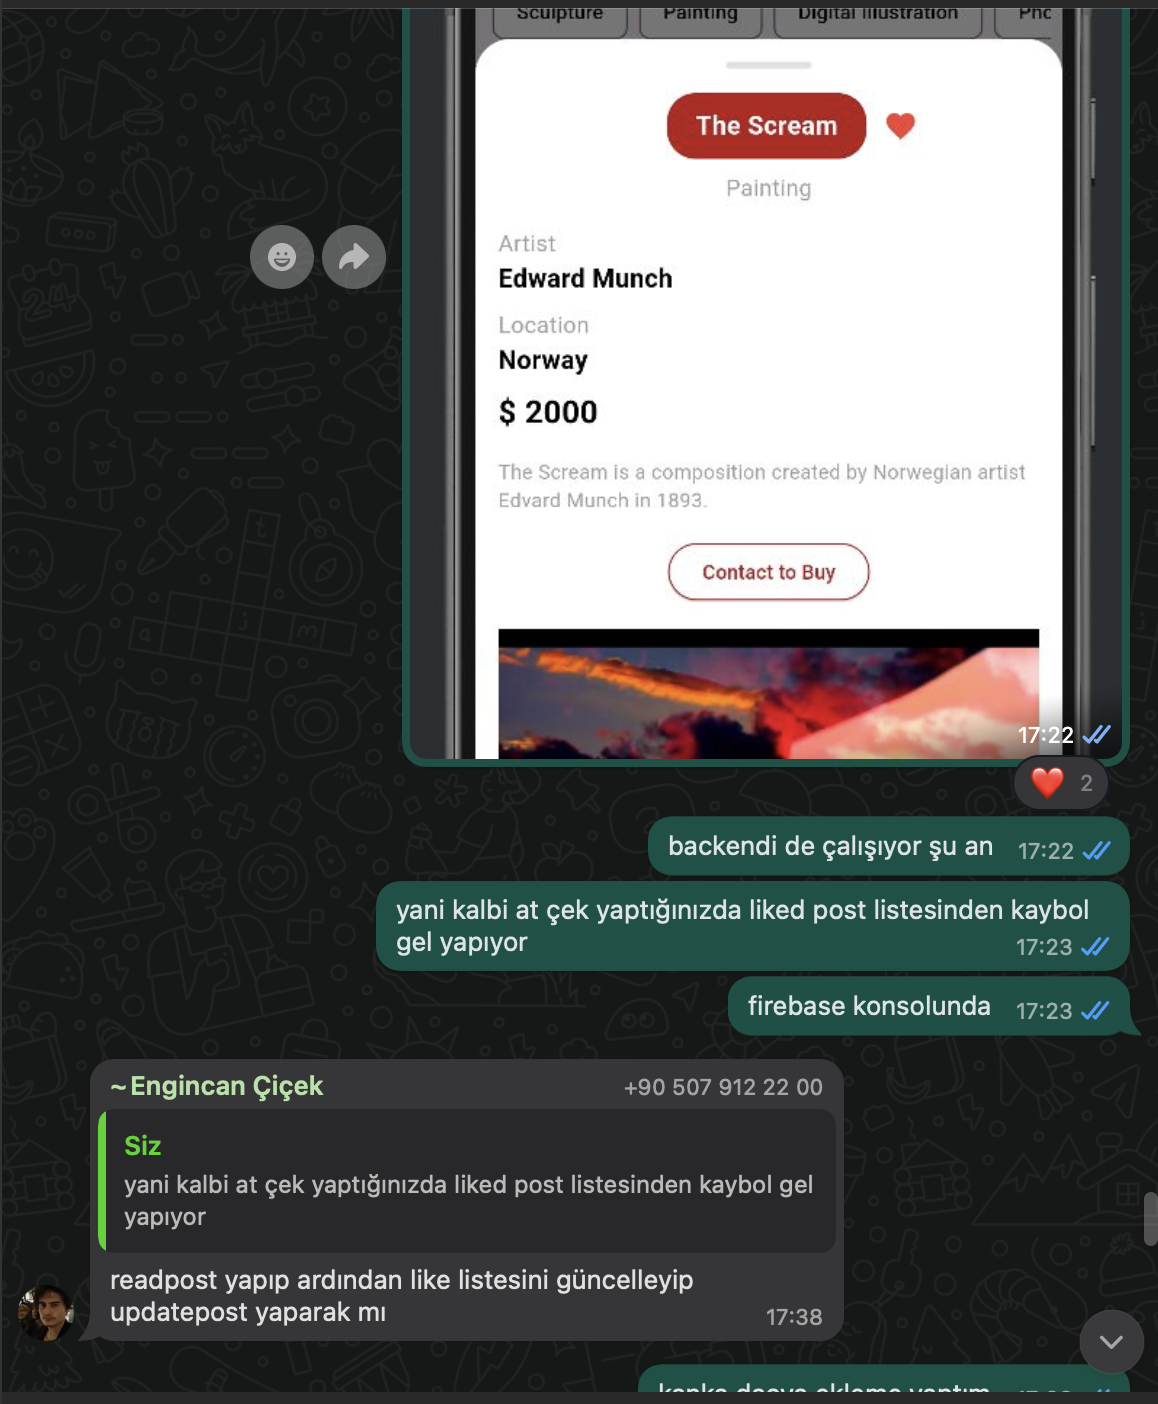 Sculpture Painting Digital Illustration
The Scream
Painting
Artist
Edward Munch
Location
Norway
$ 2000
The Scream is a composition created by Norwegian artist
Edvard Munch in 1893.
Contact to Buy
17:22
2
backendi de çalışıyor şu an 17:22
yani kalbi at çek yaptığınızda liked post listesinden kaybol
gel yapıyor 17:23
firebase konsolunda 17:23
~Engincan Çiçek +90 507 912 22 00
Siz
yani kalbi at çek yaptığınızda liked post listesinden kaybol gel
yapıyor
readpost yapıp ardından like listesini güncelleyip
updatepost yaparak mı 17:38